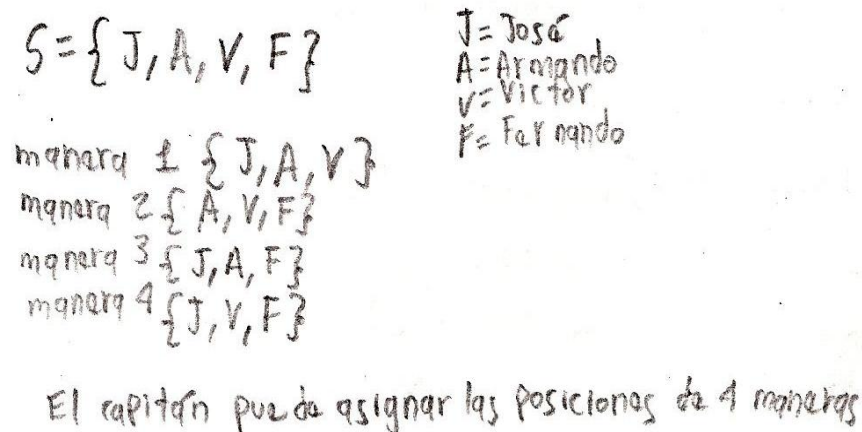 S={J, A, V, F}
J=José
A=Armando
V=Victor
F=Fernando
manera 1 {J, A, V}
manera 2 {A, V, F}
manera 3 {J, A, F}
manera 4 {J, V, F}
El capitán puede asignar las posiciones de 4 maneras